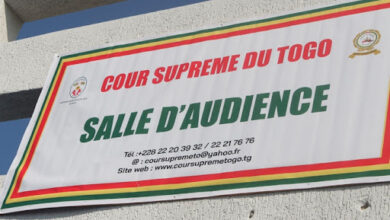 COUR SUPREME DU TOGO
SALLE D'AUDIENCE
Tél :+228 22 20 39 32 / 22 21 76 76
@ : coursupremeto@yahoo.fr
Site web : www.coursupremetogo.tg